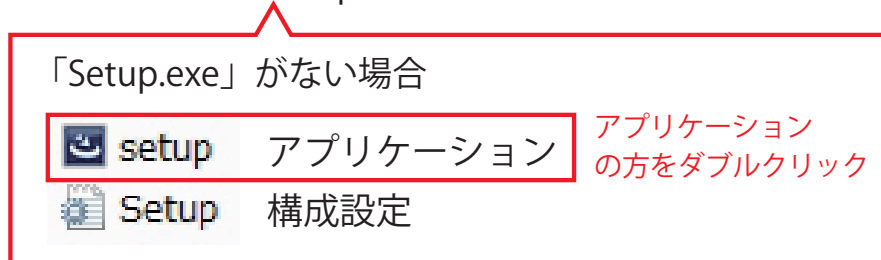 「Setup.exe」がない場合
setup アプリケーション
アプリケーション
の方をダブルクリック
Setup 構成設定